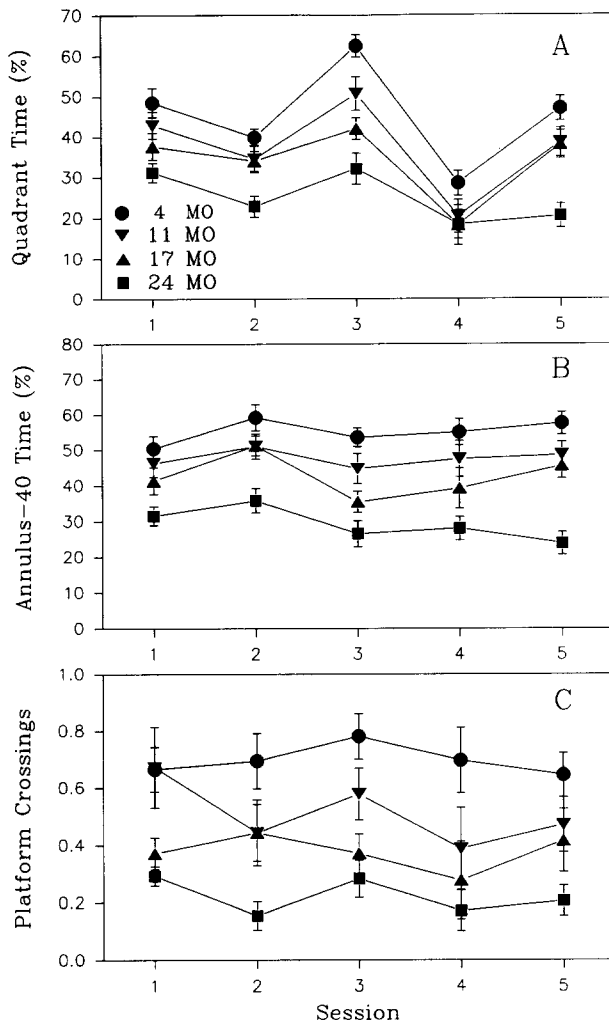 A
Quadrant Time (%)
70
60
50
40
30
20
10
0
4 MO
11 MO
17 MO
24 MO
1 2 3 4 5
B
Annulus-40 Time (%)
80
70
60
50
40
30
20
10
0
1 2 3 4 5
C
Platform Crossings
1.0
0.8
0.6
0.4
0.2
0.0
1 2 3 4 5
Session